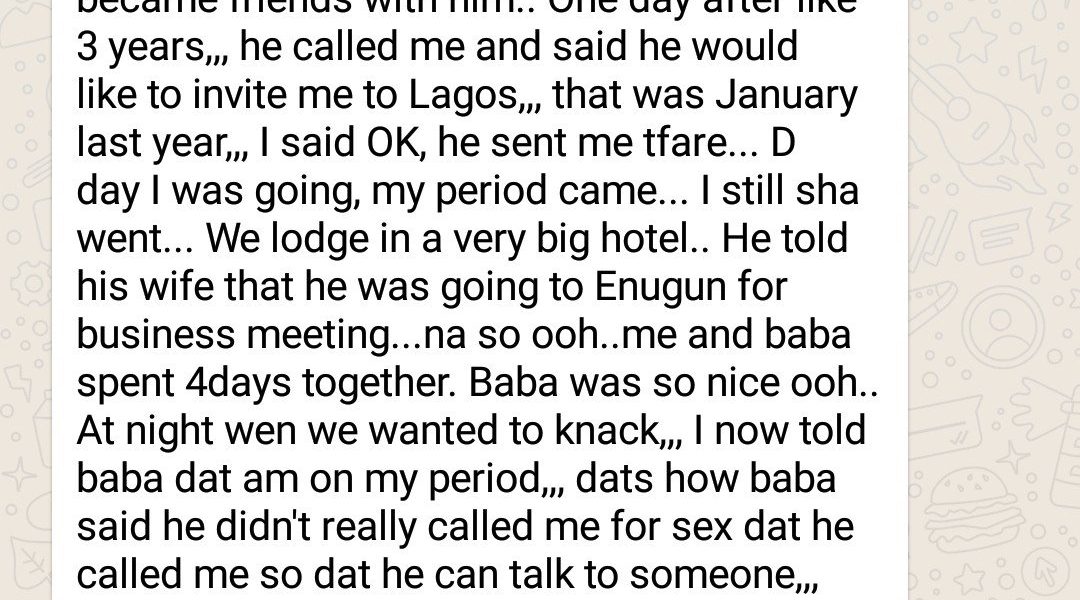 became friends with him.. One day after like
3 years,,, he called me and said he would
like to invite me to Lagos,,, that was January
last year,,, I said OK, he sent me tfare... D
day I was going, my period came... I still sha
went... We lodge in a very big hotel.. He told
his wife that he was going to Enugun for
business meeting...na so ooh..me and baba
spent 4days together. Baba was so nice ooh..
At night wen we wanted to knack,,, I now told
baba dat am on my period,,, dats how baba
said he didn't really called me for sex dat he
called me so dat he can talk to someone,,,